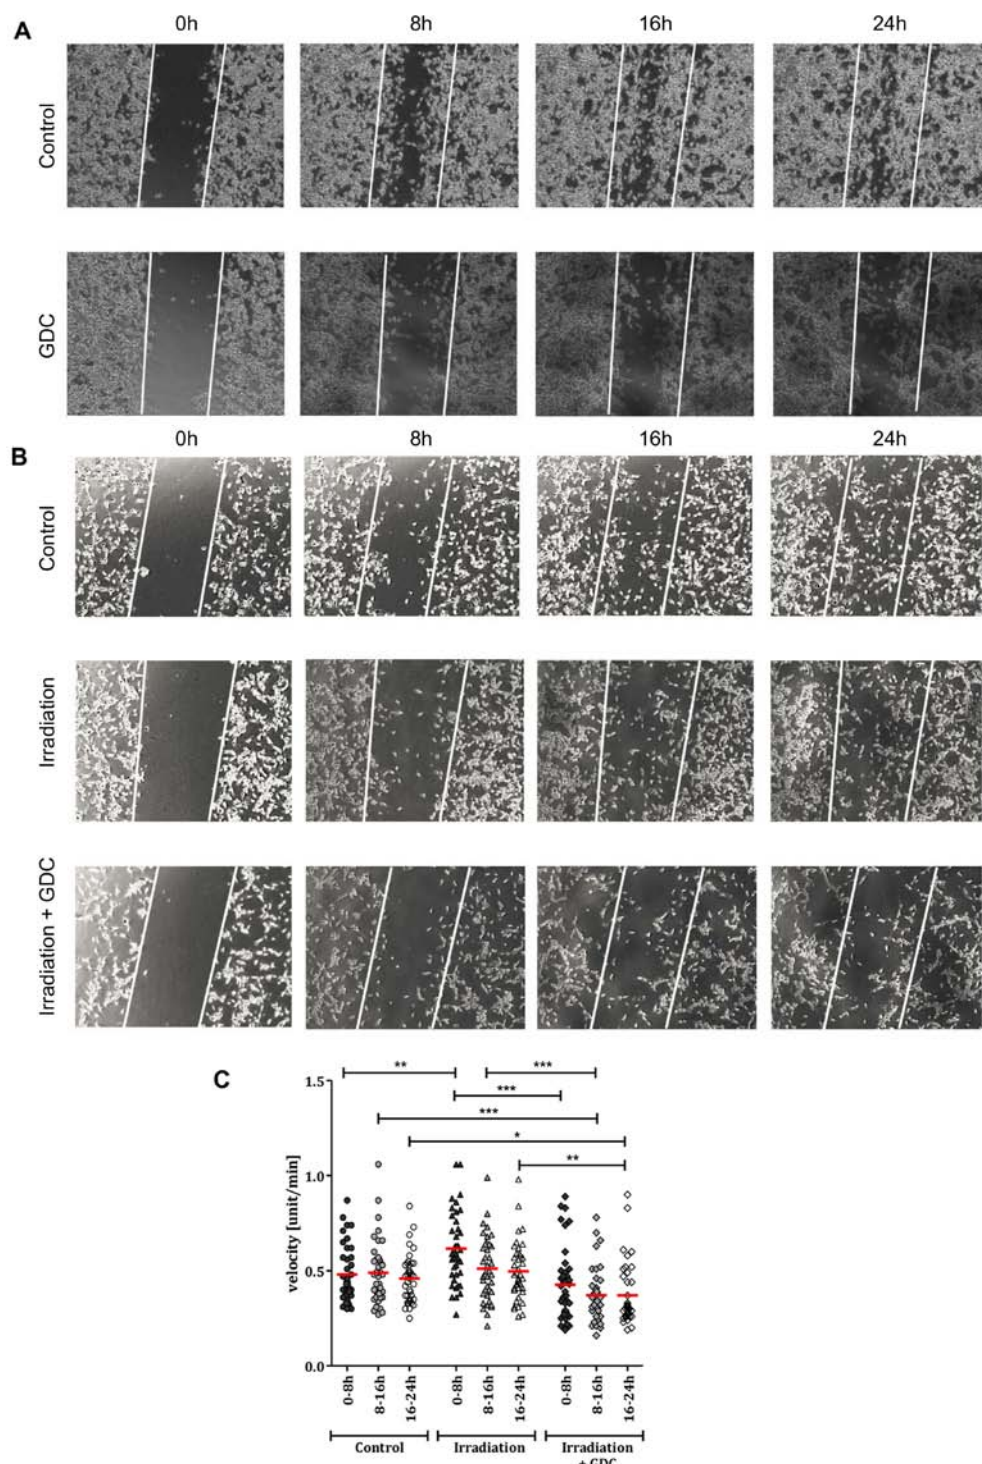 A
0h 8h 16h 24h
Control
GDC
B
0h 8h 16h 24h
Control
Irradiation
Irradiation + GDC
C
velocity [unit/min]
1.5
1.0
0.5
0.0
** ***
***
***
*
**
0-8h 8-16h 16-24h 0-8h 8-16h 16-24h 0-8h 8-16h 16-24h
Control Irradiation Irradiation
+ GDC